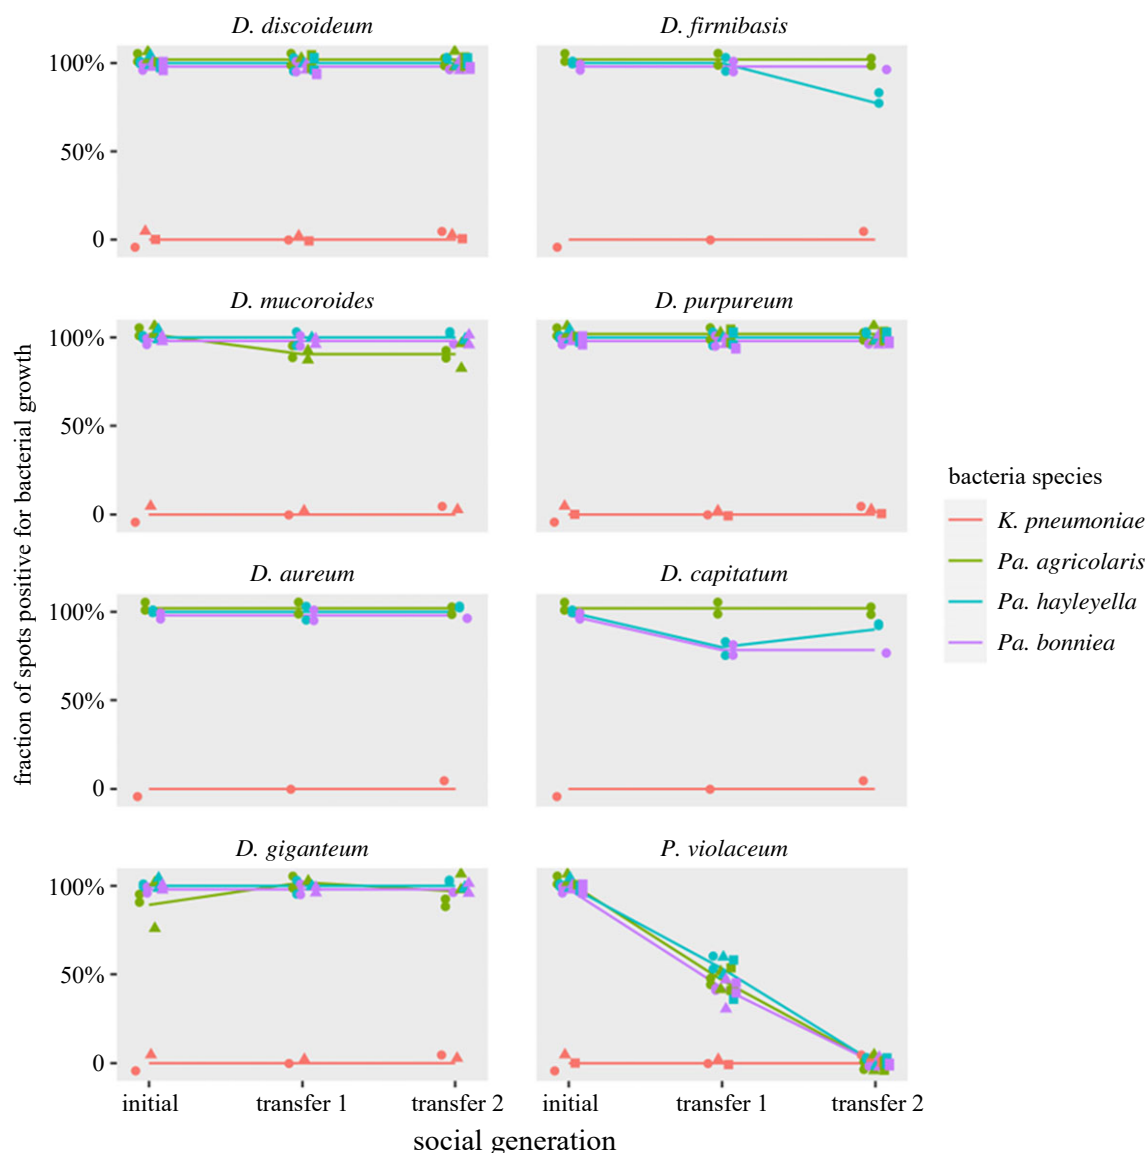 D. discoideum
D. firmibasis
100%
50%
0
D. mucoroides
D. purpureum
100%
50%
0
fraction of spots positive for bacterial growth
bacteria species
K. pneumoniae
Pa. agricolaris
Pa. hayleyella
Pa. bonniea
D. aureum
D. capitatum
100%
50%
0
D. giganteum
P. violaceum
100%
50%
0
initial
transfer 1
transfer 2
initial
transfer 1
transfer 2
social generation